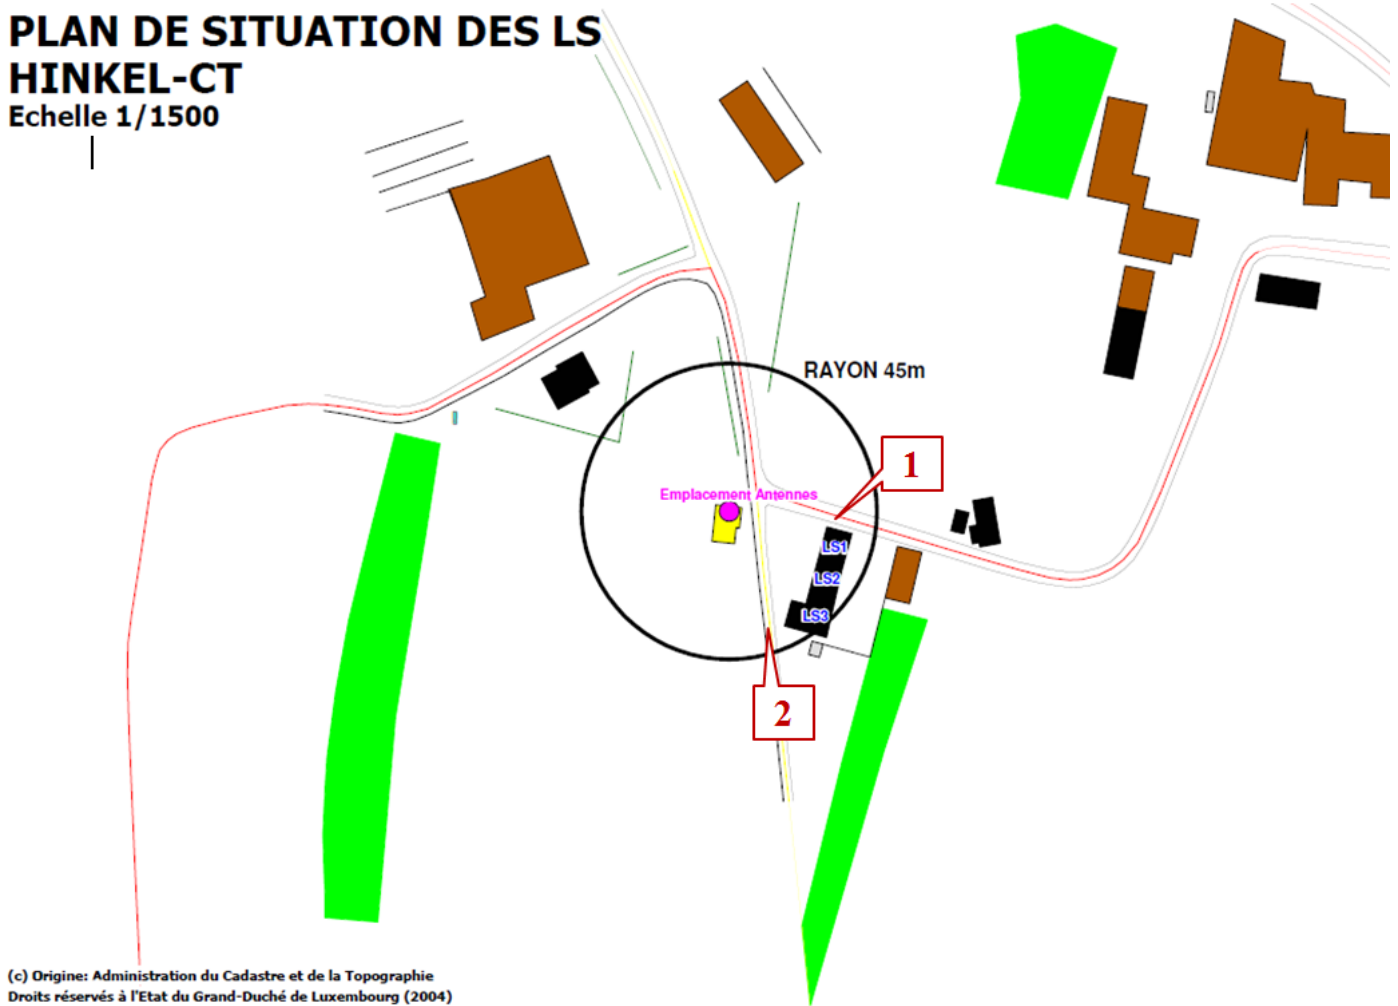 PLAN DE SITUATION DES LS
HINKEL-CT
Echelle 1/1500
RAYON 45m
1
Emplacement Antennes
LS1
LS2
LS3
2
(c) Origine: Administration du Cadastre et de la Topographie
Droits réservés à l'Etat du Grand-Duché de Luxembourg (2004)